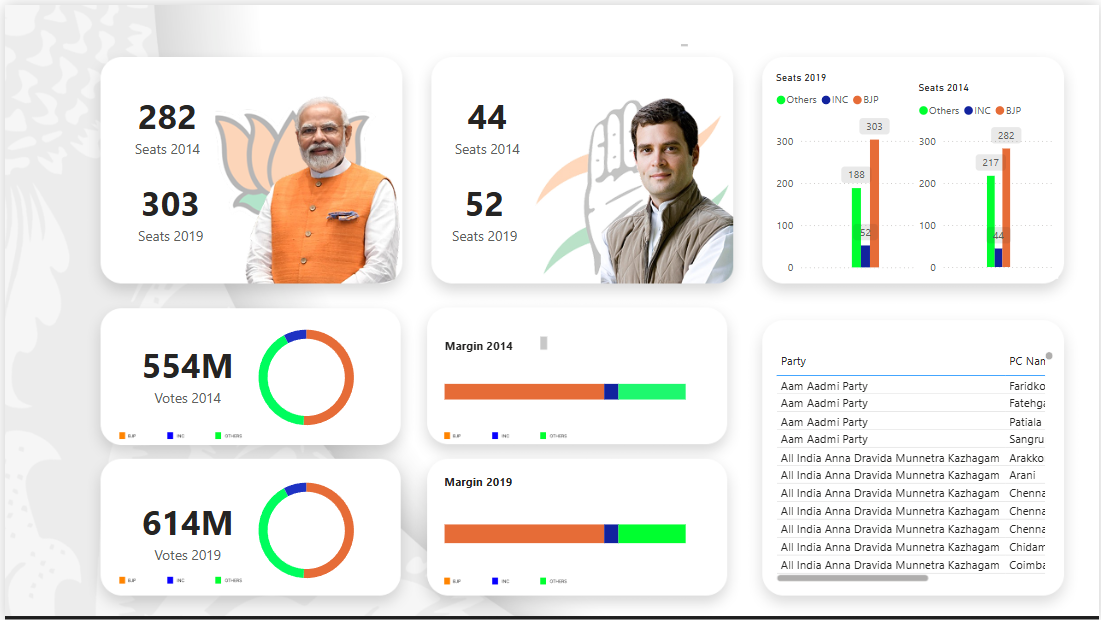 282
Seats 2014
303
Seats 2019
44
Seats 2014
52
Seats 2019
Seats 2019
Others INC BJP
303
300
188
200
100
52
0
Seats 2014
Others INC BJP
282
300
217
200
100
44
0
554M
Votes 2014
BJP INC OTHERS
Margin 2014
BJP INC OTHERS
614M
Votes 2019
BJP INC OTHERS
Margin 2019
BJP INC OTHERS
Party PC Nan
Aam Aadmi Party Faridko
Aam Aadmi Party Fatehga
Aam Aadmi Party Patiala
Aam Aadmi Party Sangru
All India Anna Dravida Munnetra Kazhagam Arakko
All India Anna Dravida Munnetra Kazhagam Arani
All India Anna Dravida Munnetra Kazhagam Chenna
All India Anna Dravida Munnetra Kazhagam Chenna
All India Anna Dravida Munnetra Kazhagam Chenna
All India Anna Dravida Munnetra Kazhagam Chidam
All India Anna Dravida Munnetra Kazhagam Coimba